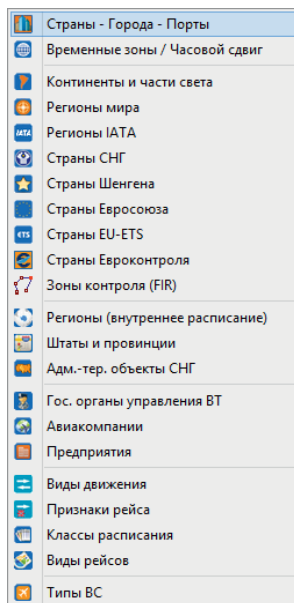 Страны - Города - Порты
Временные зоны / Часовой сдвиг
Континенты и части света
Регионы мира
IATA Регионы IATA
Страны СНГ
Страны Шенгена
Страны Евросоюза
ETS Страны EU-ETS
Страны Евроконтроля
Зоны контроля (FIR)
Регионы (внутреннее расписание)
Штаты и провинции
Адм.-тер. объекты СНГ
Гос. органы управления ВТ
Авиакомпании
Предприятия
Виды движения
Признаки рейса
Классы расписания
Виды рейсов
Типы ВС